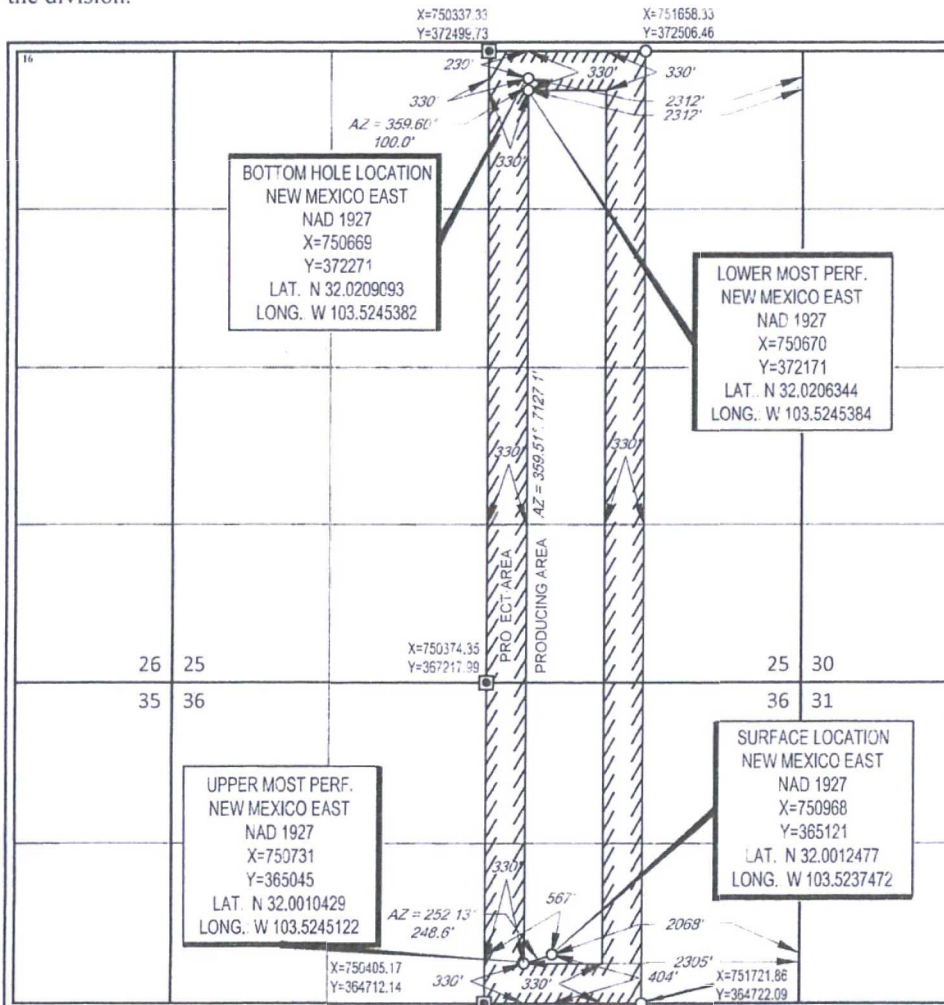 the division.
X=750337.33
Y=372499.73
X=751658.33
Y=372506.46
16
230'
330'
330'
330'
2312'
2312'
AZ = 359.60°
100.0'
330'
BOTTOM HOLE LOCATION
NEW MEXICO EAST
NAD 1927
X=750669
Y=372271
LAT. N 32.0209093
LONG. W 103.5245382
LOWER MOST PERF.
NEW MEXICO EAST
NAD 1927
X=750670
Y=372171
LAT. N 32.0206344
LONG.: W 103.5245384
330'
330'
AZ = 359.51°, 7127.1'
PRO ECT AREA
PRODUCING AREA
X=750374.35
Y=367217.99
26 25
35 36
25 30
36 31
SURFACE LOCATION
NEW MEXICO EAST
NAD 1927
X=750968
Y=365121
LAT. N 32.0012477
LONG. W 103.5237472
UPPER MOST PERF.
NEW MEXICO EAST
NAD 1927
X=750731
Y=365045
LAT. N 32.0010429
LONG. W 103.5245122
330'
567'
AZ = 252.13°
248.6'
2068'
2305'
404'
330'
330'
X=750405.17
Y=364712.14
X=751721.86
Y=364722.09